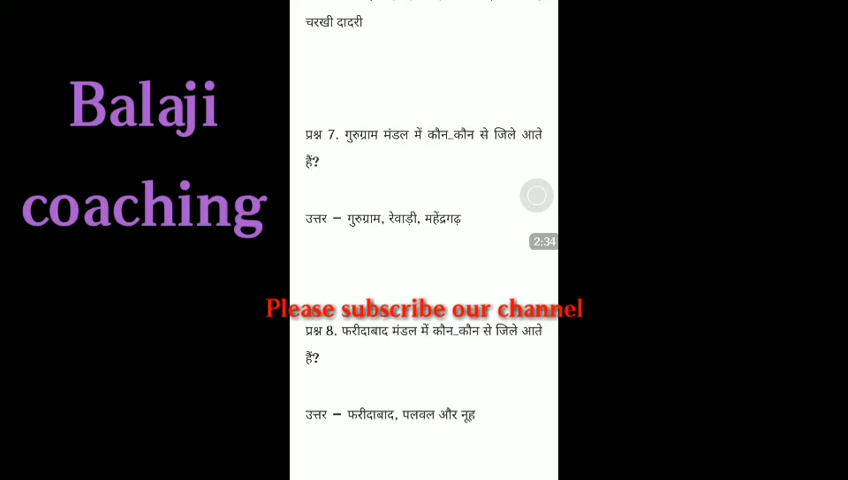 चरखी दादरी
Balaji
coaching
प्रश्न 7. गुरुग्राम मंडल में कौन_कौन से जिले आते
हैं?
उत्तर – गुरुग्राम, रेवाड़ी, महेंद्रगढ़
2:34
Please subscribe our channel
प्रश्न 8. फरीदाबाद मंडल में कौन_कौन से जिले आते
हैं?
उत्तर – फरीदाबाद, पलवल और नूह